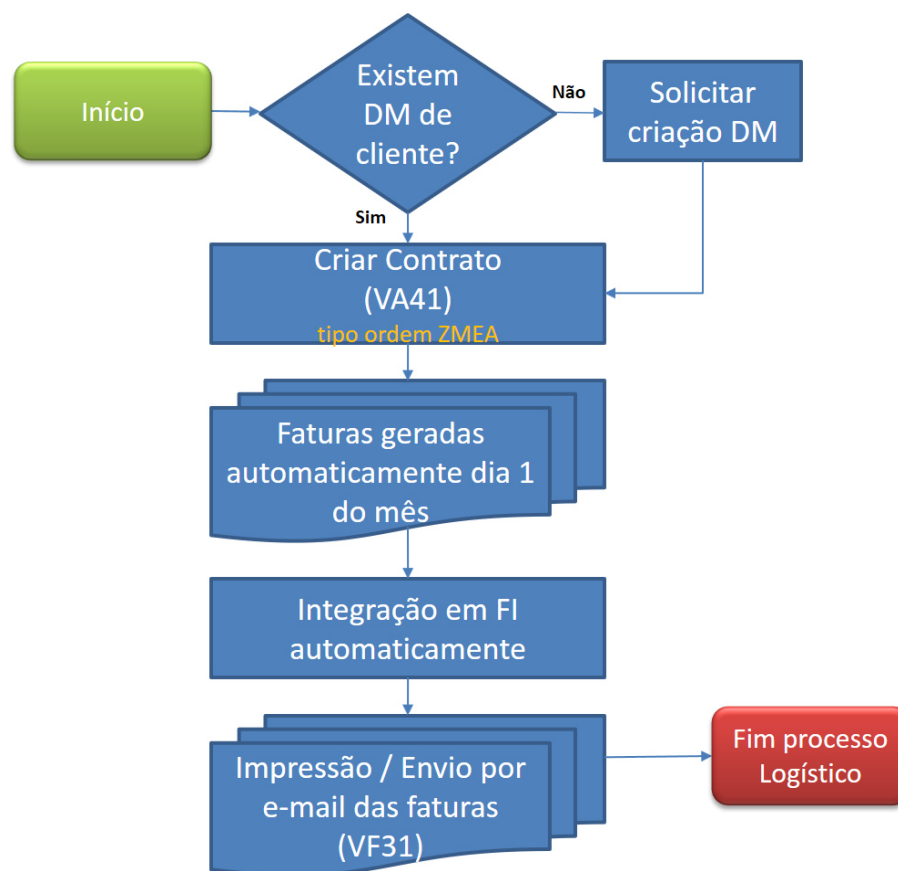 Início
Existem
DM de
cliente?
Não
Solicitar
criação DM
Sim
Criar Contrato
(VA41)
tipo ordem ZMEA
Faturas geradas
automaticamente dia 1
do mês
Integração em FI
automaticamente
Impressão / Envio por
e-mail das faturas
(VF31)
Fim processo
Logístico